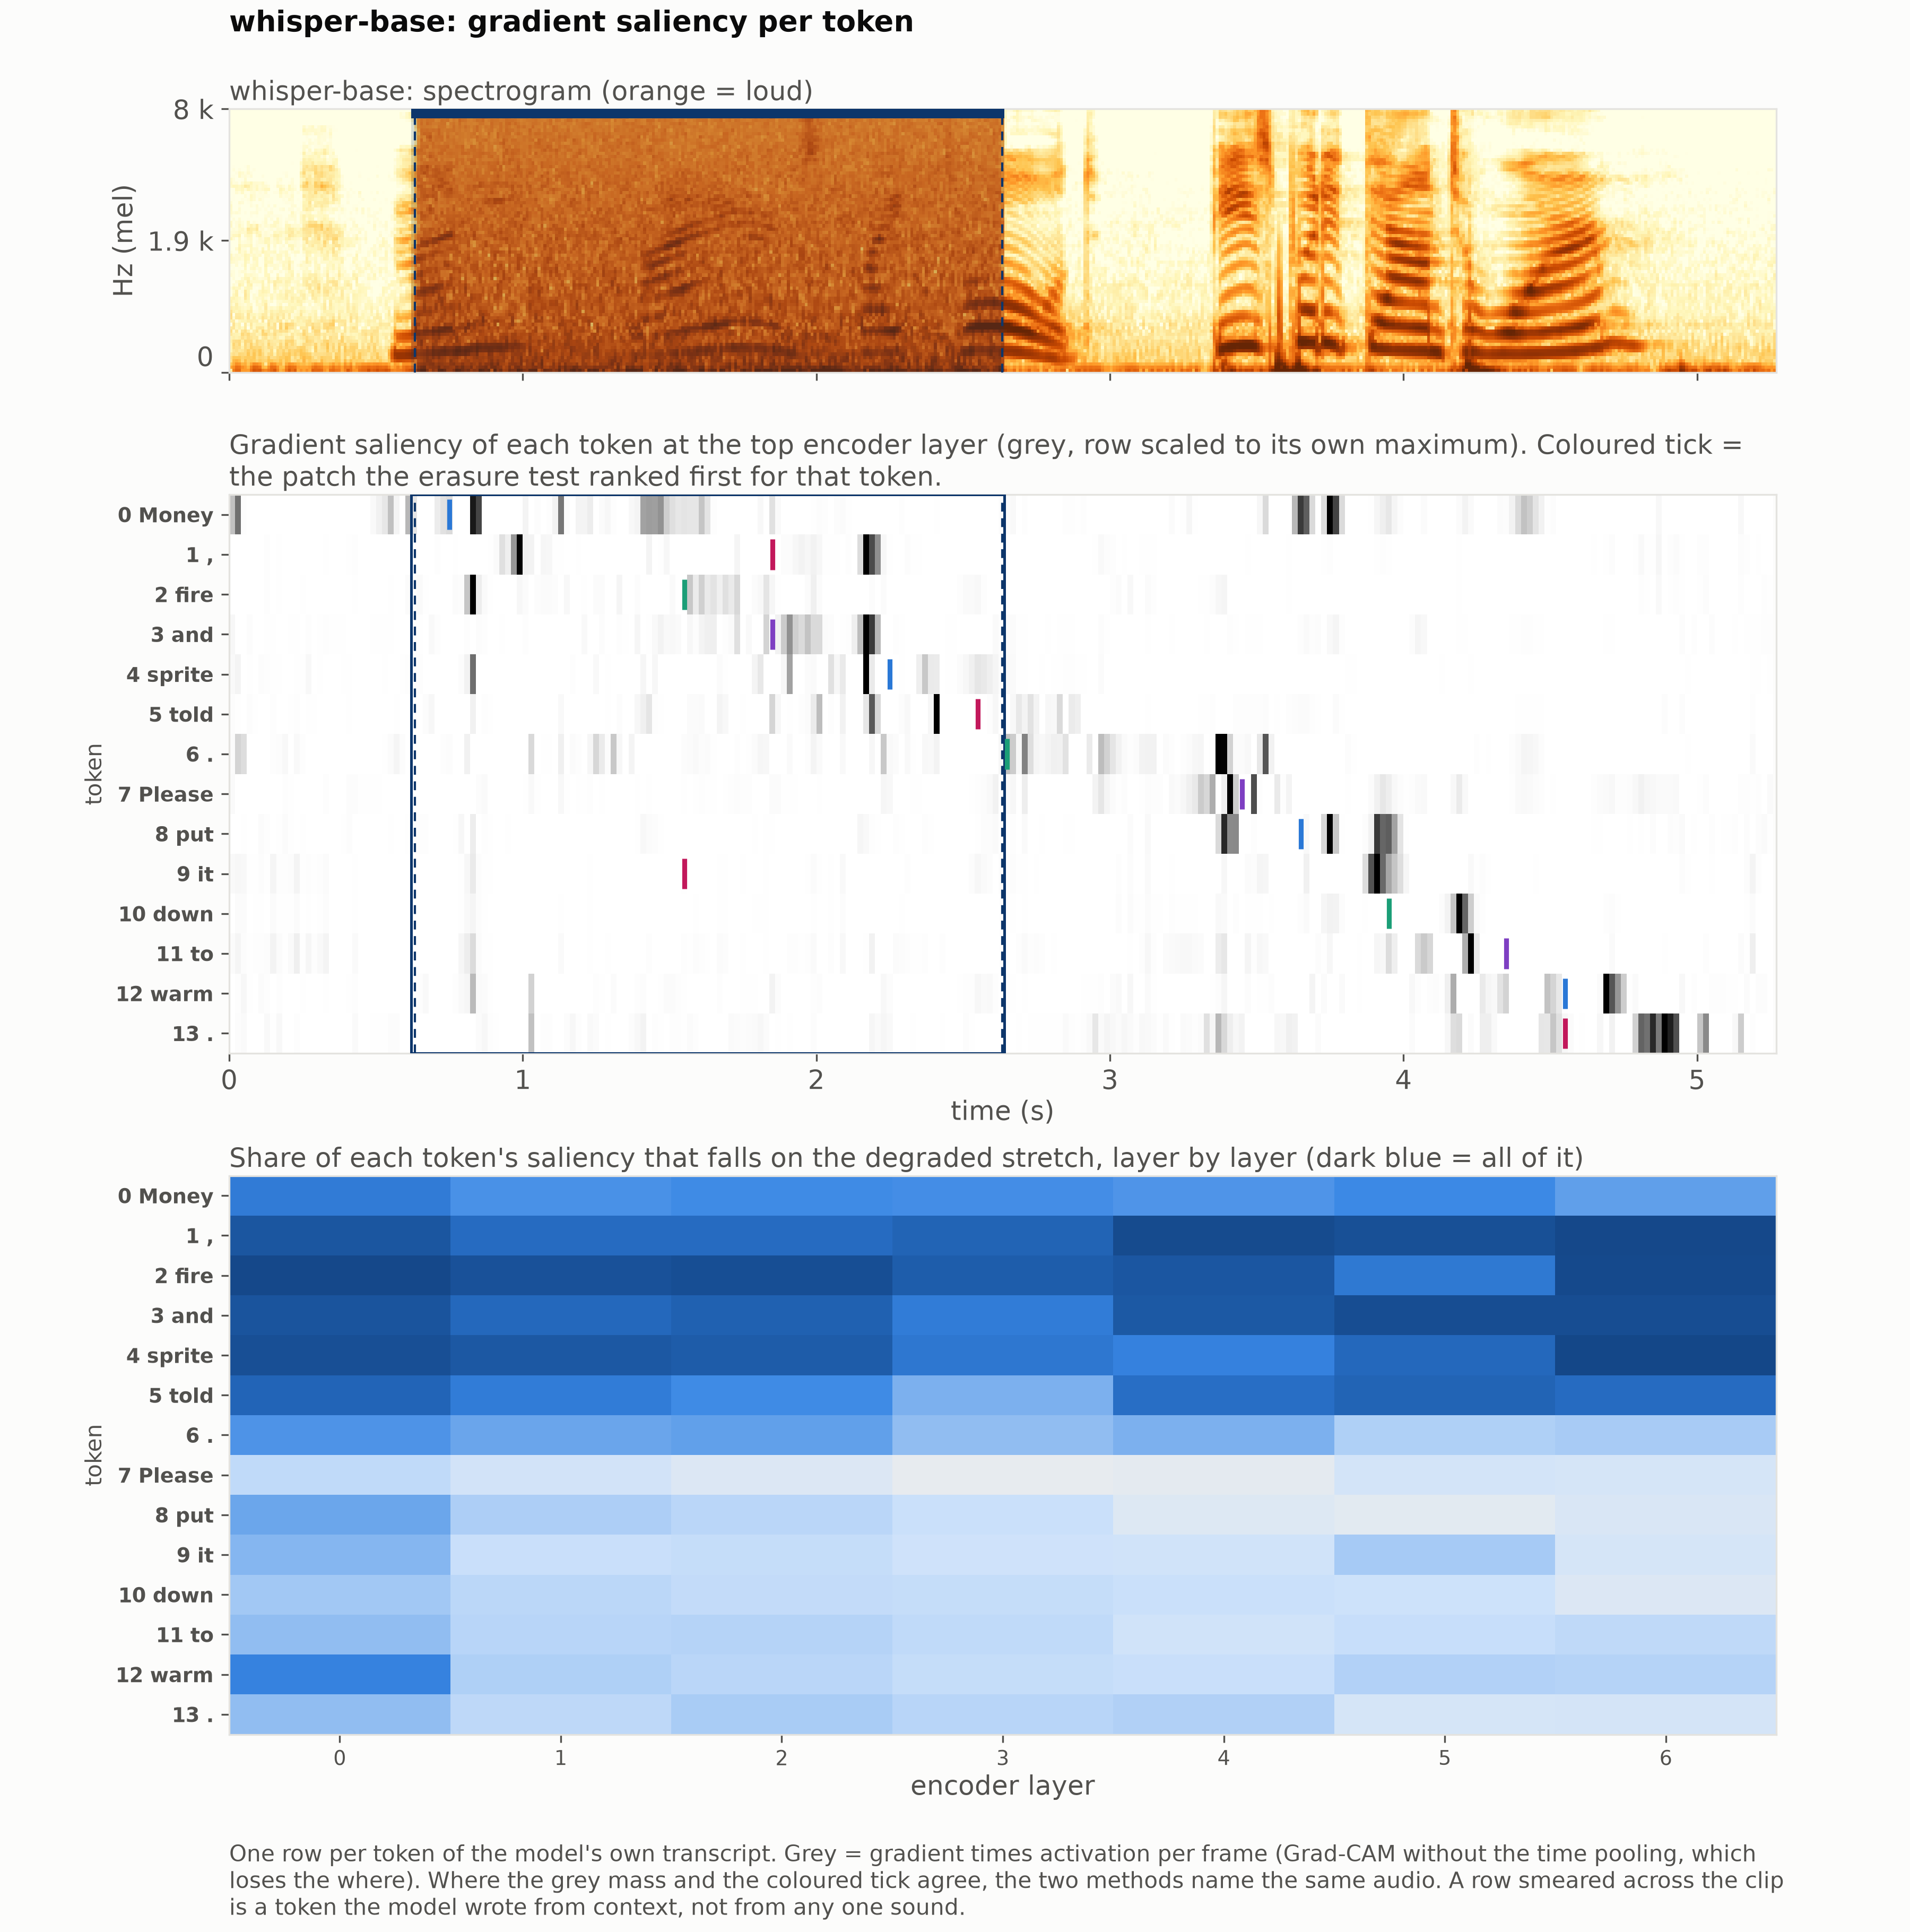 whisper-base: gradient saliency per token
whisper-base: spectrogram (orange = loud)
8 k
1.9 k
0
Hz (mel)
Gradient saliency of each token at the top encoder layer (grey, row scaled to its own maximum). Coloured tick =
the patch the erasure test ranked first for that token.
0 Money
1 ,
2 fire
3 and
4 sprite
5 told
6 .
7 Please
8 put
9 it
10 down
11 to
12 warm
13 .
token
0 1 2 3 4 5
time (s)
Share of each token's saliency that falls on the degraded stretch, layer by layer (dark blue = all of it)
0 Money
1 ,
2 fire
3 and
4 sprite
5 told
6 .
7 Please
8 put
9 it
10 down
11 to
12 warm
13 .
token
0 1 2 3 4 5 6
encoder layer
One row per token of the model's own transcript. Grey = gradient times activation per frame (Grad-CAM without the time pooling, which
loses the where). Where the grey mass and the coloured tick agree, the two methods name the same audio. A row smeared across the clip
is a token the model wrote from context, not from any one sound.